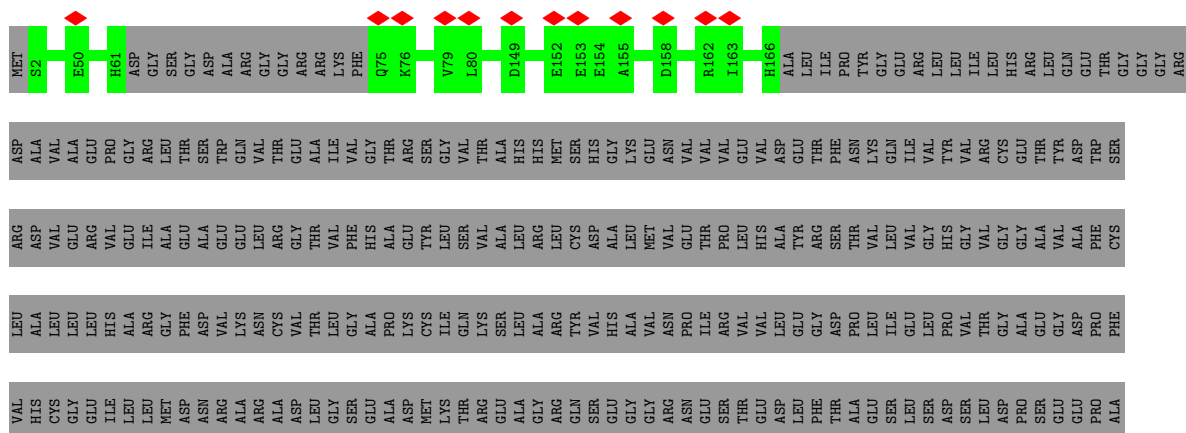 MET S2 E50 H61 ASP GLY SER GLY ASP ALA ARG GLY GLY ARG ARG LYS PHE Q75 K76 V79 L80 D149 E152 E153 E154 A155 D158 R162 I163 H166 ALA LEU ILE PRO TYR GLY GLU ARG LEU LEU ILE LEU HIS ARG LEU GLN GLU THR GLY GLY GLY ARG
ASP ALA VAL ALA GLU PRO GLY ARG LEU THR SER TRP GLN VAL THR GLU ALA ILE VAL GLY THR ARG SER GLY VAL THR ALA HIS HIS MET SER HIS GLY LYS GLU ASN VAL VAL VAL GLU VAL ASP GLU THR PHE ASN LYS GLN ILE VAL TYR VAL ARG CYS GLU THR TYR ASP TRP SER
ARG ASP VAL GLU ARG VAL GLU ILE ALA GLU ALA GLU GLU LEU ARG GLY THR VAL PHE HIS ALA GLU TYR LEU SER VAL ALA LEU ARG LEU CYS ASP ALA LEU MET VAL GLU THR PRO LEU HIS ALA TYR ARG SER THR VAL LEU VAL GLY HIS GLY VAL GLY GLY ALA VAL ALA PHE CYS
LEU ALA LEU LEU LEU HIS ALA ARG GLY PHE ASP VAL LYS ASN CYS VAL THR LEU GLY ALA PRO LYS CYS ILE GLN LYS SER LEU ALA ARG TYR VAL HIS ALA VAL ASN PRO ILE ARG VAL VAL LEU GLU GLY ASP PRO LEU ILE GLU LEU PRO VAL THR GLY ALA GLU GLY ASP PRO PHE
VAL HIS CYS GLY GLU ILE LEU LEU MET ASP ASN ARG ALA ARG ALA ASP LEU GLY SER GLU ALA ASP MET LYS THR ARG GLU ALA GLY ARG GLN SER GLU GLY GLY ARG ASN GLU SER THR GLU ASP LEU PHE THR ALA GLU SER LEU SER ASP SER LEU ASP PRO SER GLU GLU PRO ALA